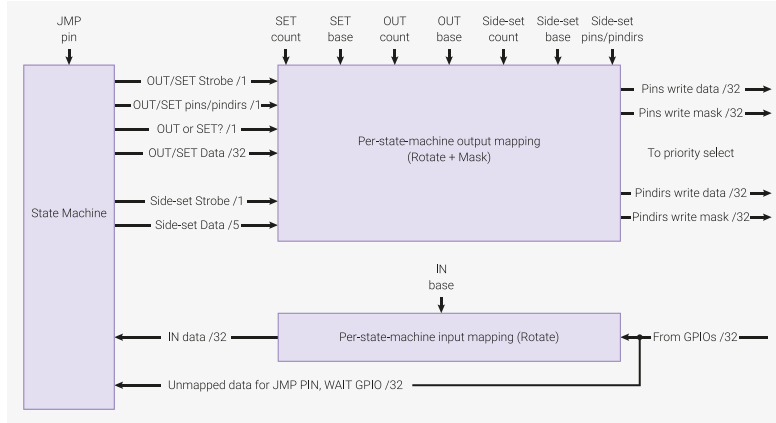 JMP
pin
SET
count
SET
base
OUT
count
OUT
base
Side-set
count
Side-set
base
Side-set
pins/pindirs
OUT/SET Strobe /1
OUT/SET pins/pindirs /1
OUT or SET? /1
OUT/SET Data /32
Side-set Strobe /1
Side-set Data /5
State Machine
Per-state-machine output mapping
(Rotate + Mask)
Pins write data /32
Pins write mask /32
To priority select
Pindirs write data /32
Pindirs write mask /32
IN
base
IN data /32
Per-state-machine input mapping (Rotate)
From GPIOs /32
Unmapped data for JMP PIN, WAIT GPIO /32